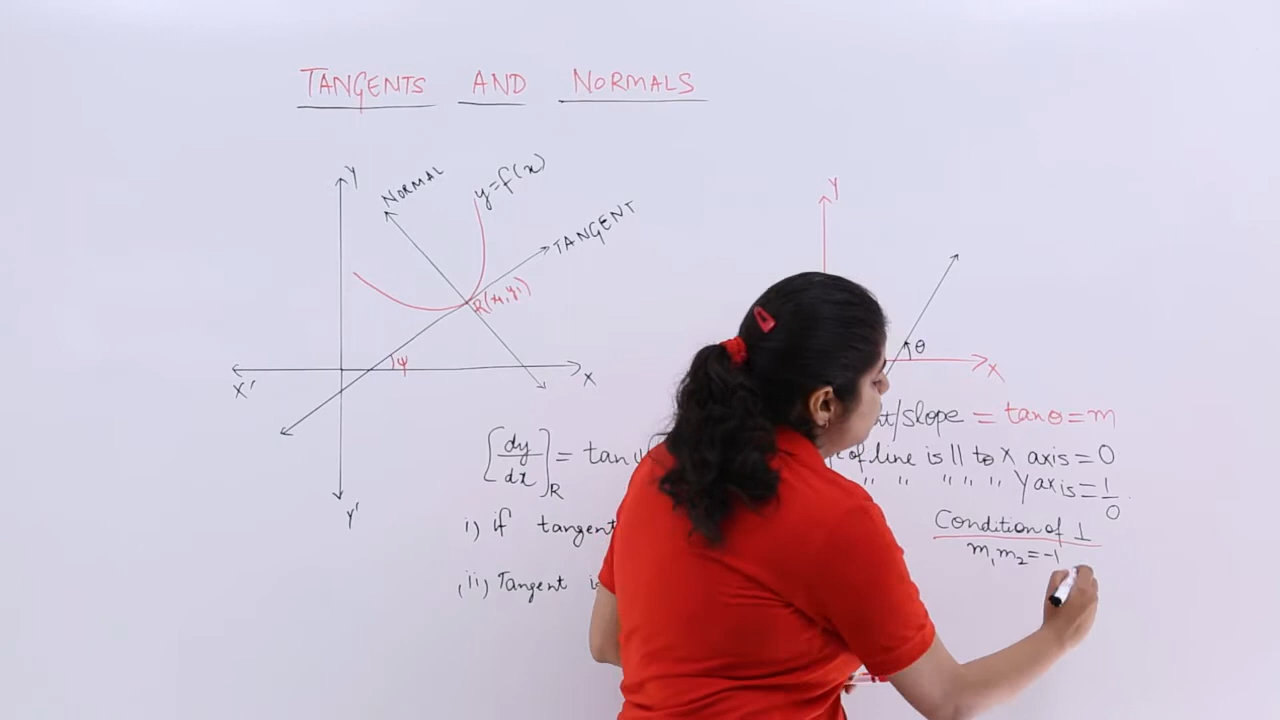 TANGENTS AND NORMALS
Y
NORMAL
y=f(x)
TANGENT
R(x₁,y₁)
ψ
X'
X
Y'
Y
θ
X
/Slope = tanθ=m
of line is || to X axis = 0
" " " " " Y axis = 1/0
[dy/dx]R = tan
i) if tangent
ii) Tangent
Condition of ⊥
m₁m₂=-1